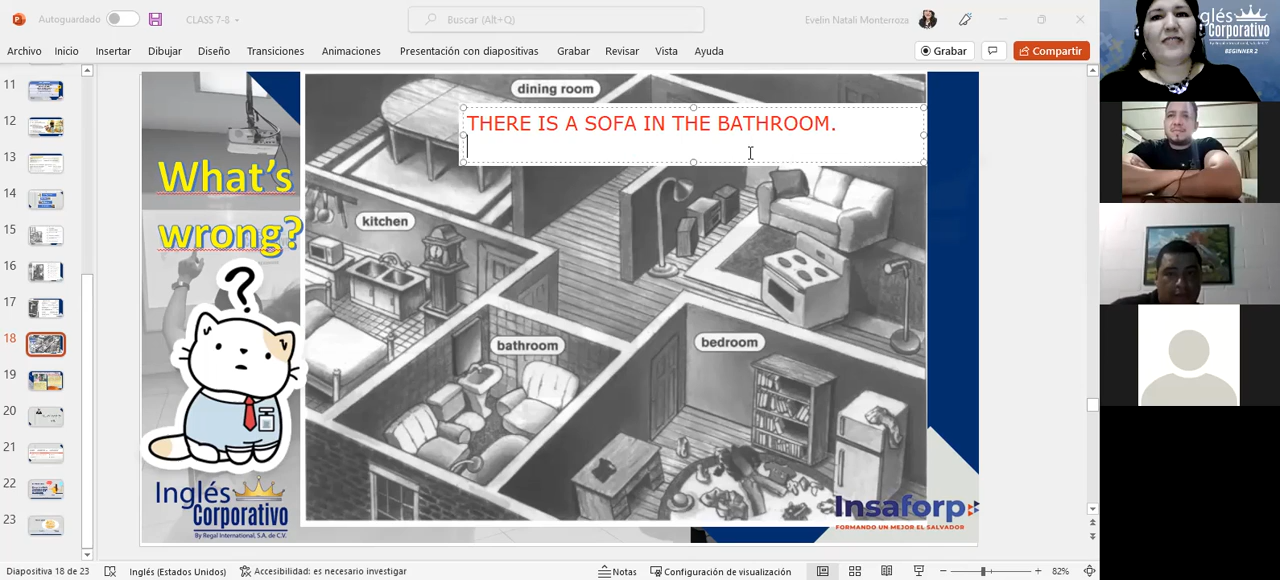 Autoguardado
CLASS 7-8
Buscar (Alt+Q)
Evelin Natali Monterroza
Archivo Inicio Insertar Dibujar Diseño Transiciones Animaciones Presentación con diapositivas Grabar Revisar Vista Ayuda
Grabar
Compartir
11
12
13
14
15
16
17
18
19
20
21
22
23
What's
wrong?
dining room
THERE IS A SOFA IN THE BATHROOM.
kitchen
bathroom
bedroom
Inglés
Corporativo
By Regal International, S.A. de C.V.
Insaforp
FORMANDO UN MEJOR EL SALVADOR
glés
Corporativo
BEGINNER 2
Diapositiva 18 de 23
Inglés (Estados Unidos)
Accesibilidad: es necesario investigar
Notas
Configuración de visualización
82%